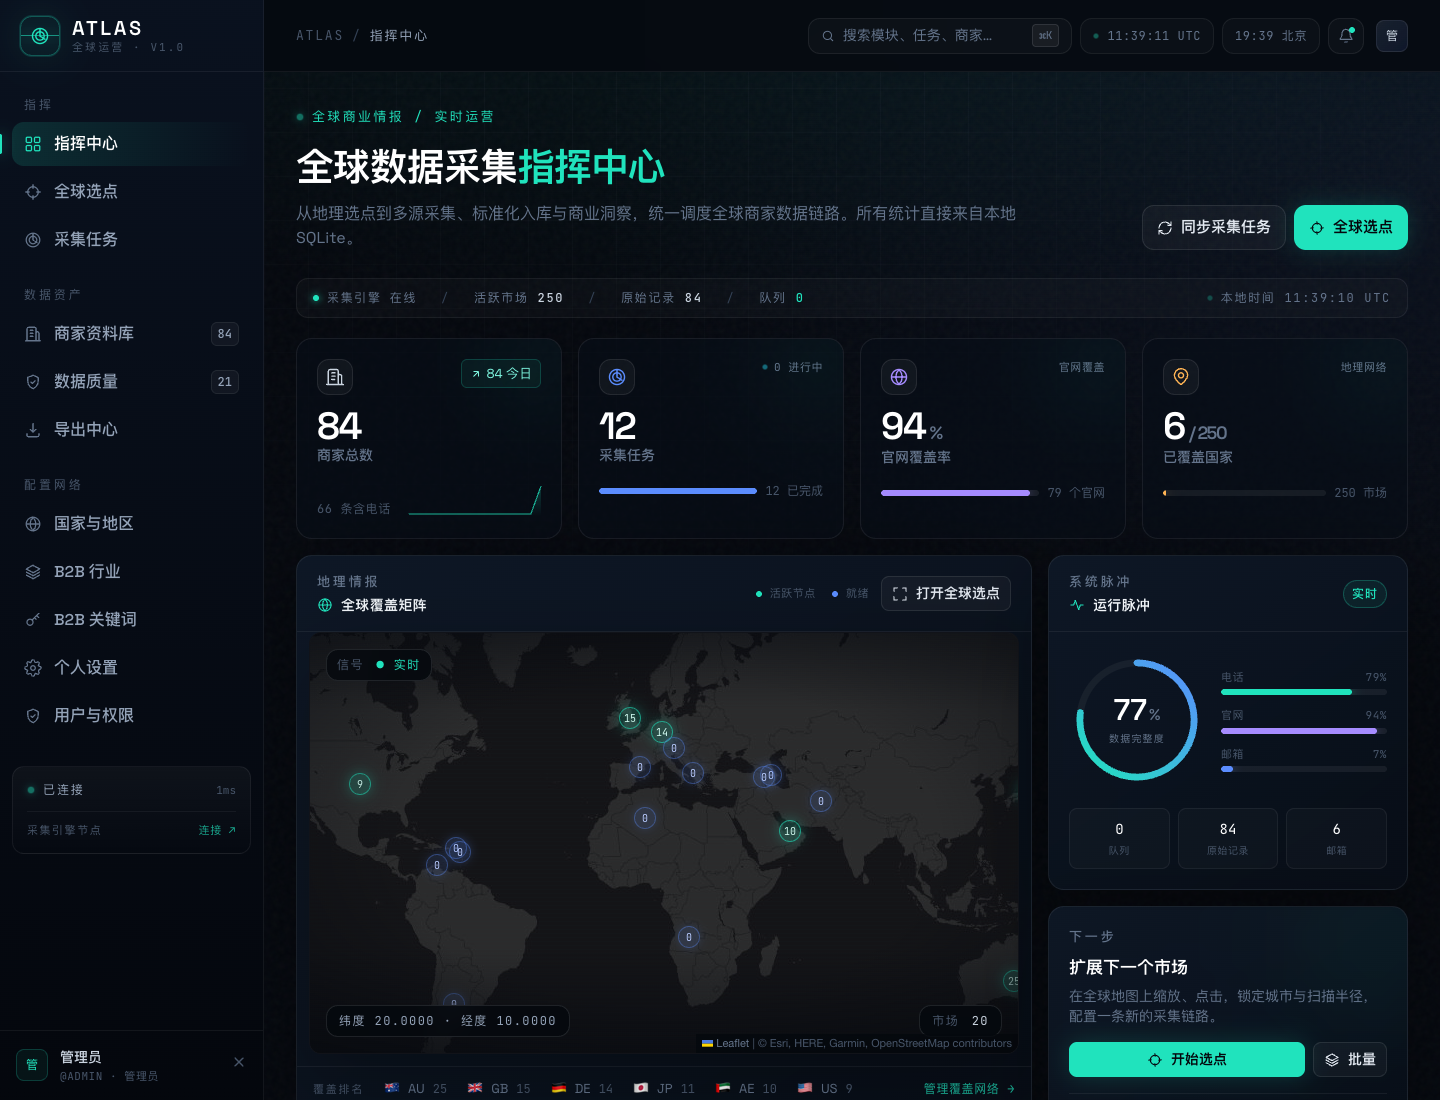 ATLAS
全球运营 · V1.0
指挥
指挥中心
全球选点
采集任务
数据资产
商家资料库 84
数据质量 21
导出中心
配置网络
国家与地区
B2B 行业
B2B 关键词
个人设置
用户与权限
已连接 1ms
采集引擎节点 连接 ↗
管 管理员
@ADMIN · 管理员
ATLAS / 指挥中心
搜索模块、任务、商家... ⌘K
11:39:11 UTC
19:39 北京
管
全球商业情报 / 实时运营
全球数据采集指挥中心
从地理选点到多源采集、标准化入库与商业洞察，统一调度全球商家数据链路。所有统计直接来自本地
SQLite。
同步采集任务
全球选点
采集引擎 在线 / 活跃市场 250 / 原始记录 84 / 队列 0
本地时间 11:39:10 UTC
↗ 84 今日
84
商家总数
66 条含电话
0 进行中
12
采集任务
12 已完成
官网覆盖
94%
官网覆盖率
79 个官网
地理网络
6/250
已覆盖国家
250 市场
地理情报
全球覆盖矩阵
活跃节点 就绪 打开全球选点
信号 实时
15
14
0
0
0
0
0
9
0
0
10
0
0
0
0
25
0
纬度 20.0000 · 经度 10.0000
市场 20
Leaflet | © Esri, HERE, Garmin, OpenStreetMap contributors
覆盖排名 AU 25 GB 15 DE 14 JP 11 AE 10 US 9 管理覆盖网络 →
系统脉冲
运行脉冲
实时
77%
数据完整度
电话 79%
官网 94%
邮箱 7%
0
队列
84
原始记录
6
邮箱
下一步
扩展下一个市场
在全球地图上缩放、点击，锁定城市与扫描半径，
配置一条新的采集链路。
开始选点
批量